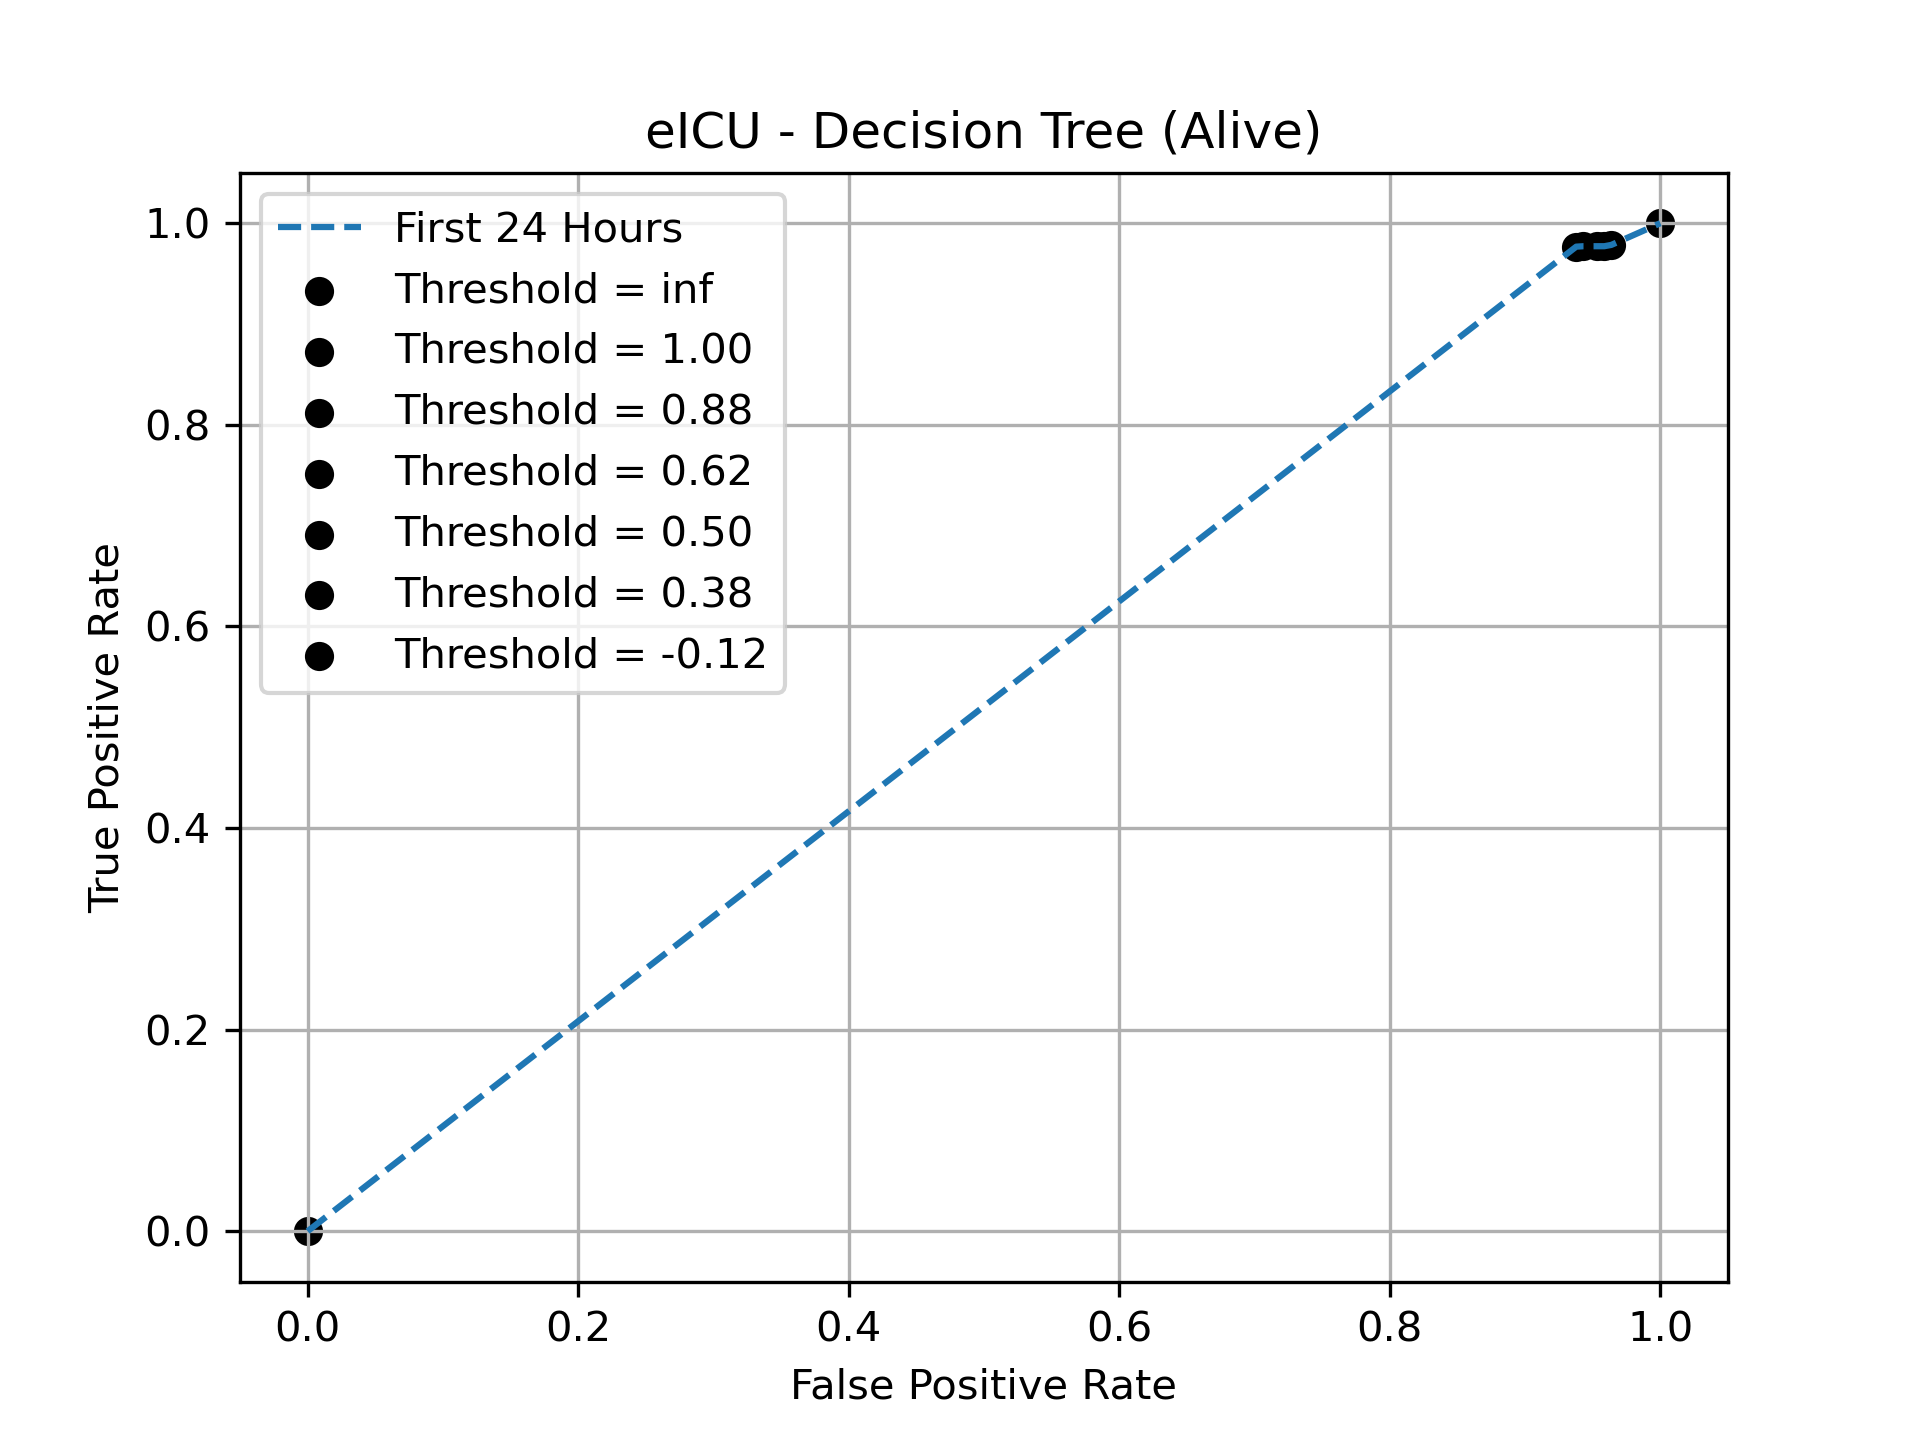 eICU - Decision Tree (Alive)
First 24 Hours
Threshold = inf
Threshold = 1.00
Threshold = 0.88
Threshold = 0.62
Threshold = 0.50
Threshold = 0.38
Threshold = -0.12
True Positive Rate
1.0
0.8
0.6
0.4
0.2
0.0
0.0 0.2 0.4 0.6 0.8 1.0
False Positive Rate